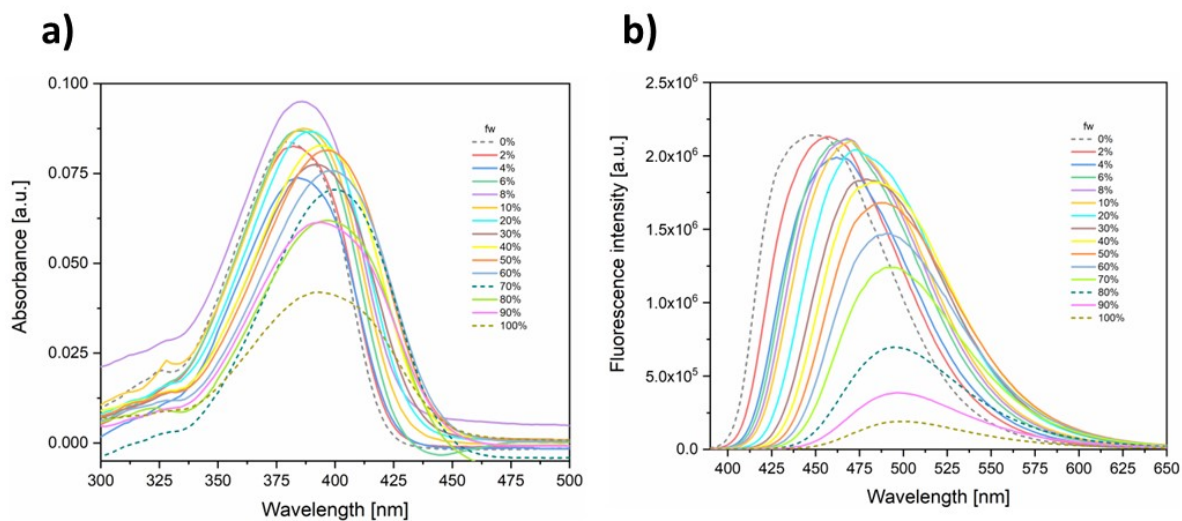 a)
0.100
0.075
0.050
0.025
0.000
Absorbance [a.u.]
300 325 350 375 400 425 450 475 500
Wavelength [nm]
fw
0%
2%
4%
6%
8%
10%
20%
30%
40%
50%
60%
70%
80%
90%
100%
b)
2.5x10⁶
2.0x10⁶
1.5x10⁶
1.0x10⁶
5.0x10⁵
0.0
Fluorescence intensity [a.u.]
400 425 450 475 500 525 550 575 600 625 650
Wavelength [nm]
fw
0%
2%
4%
6%
8%
10%
20%
30%
40%
50%
60%
70%
80%
90%
100%